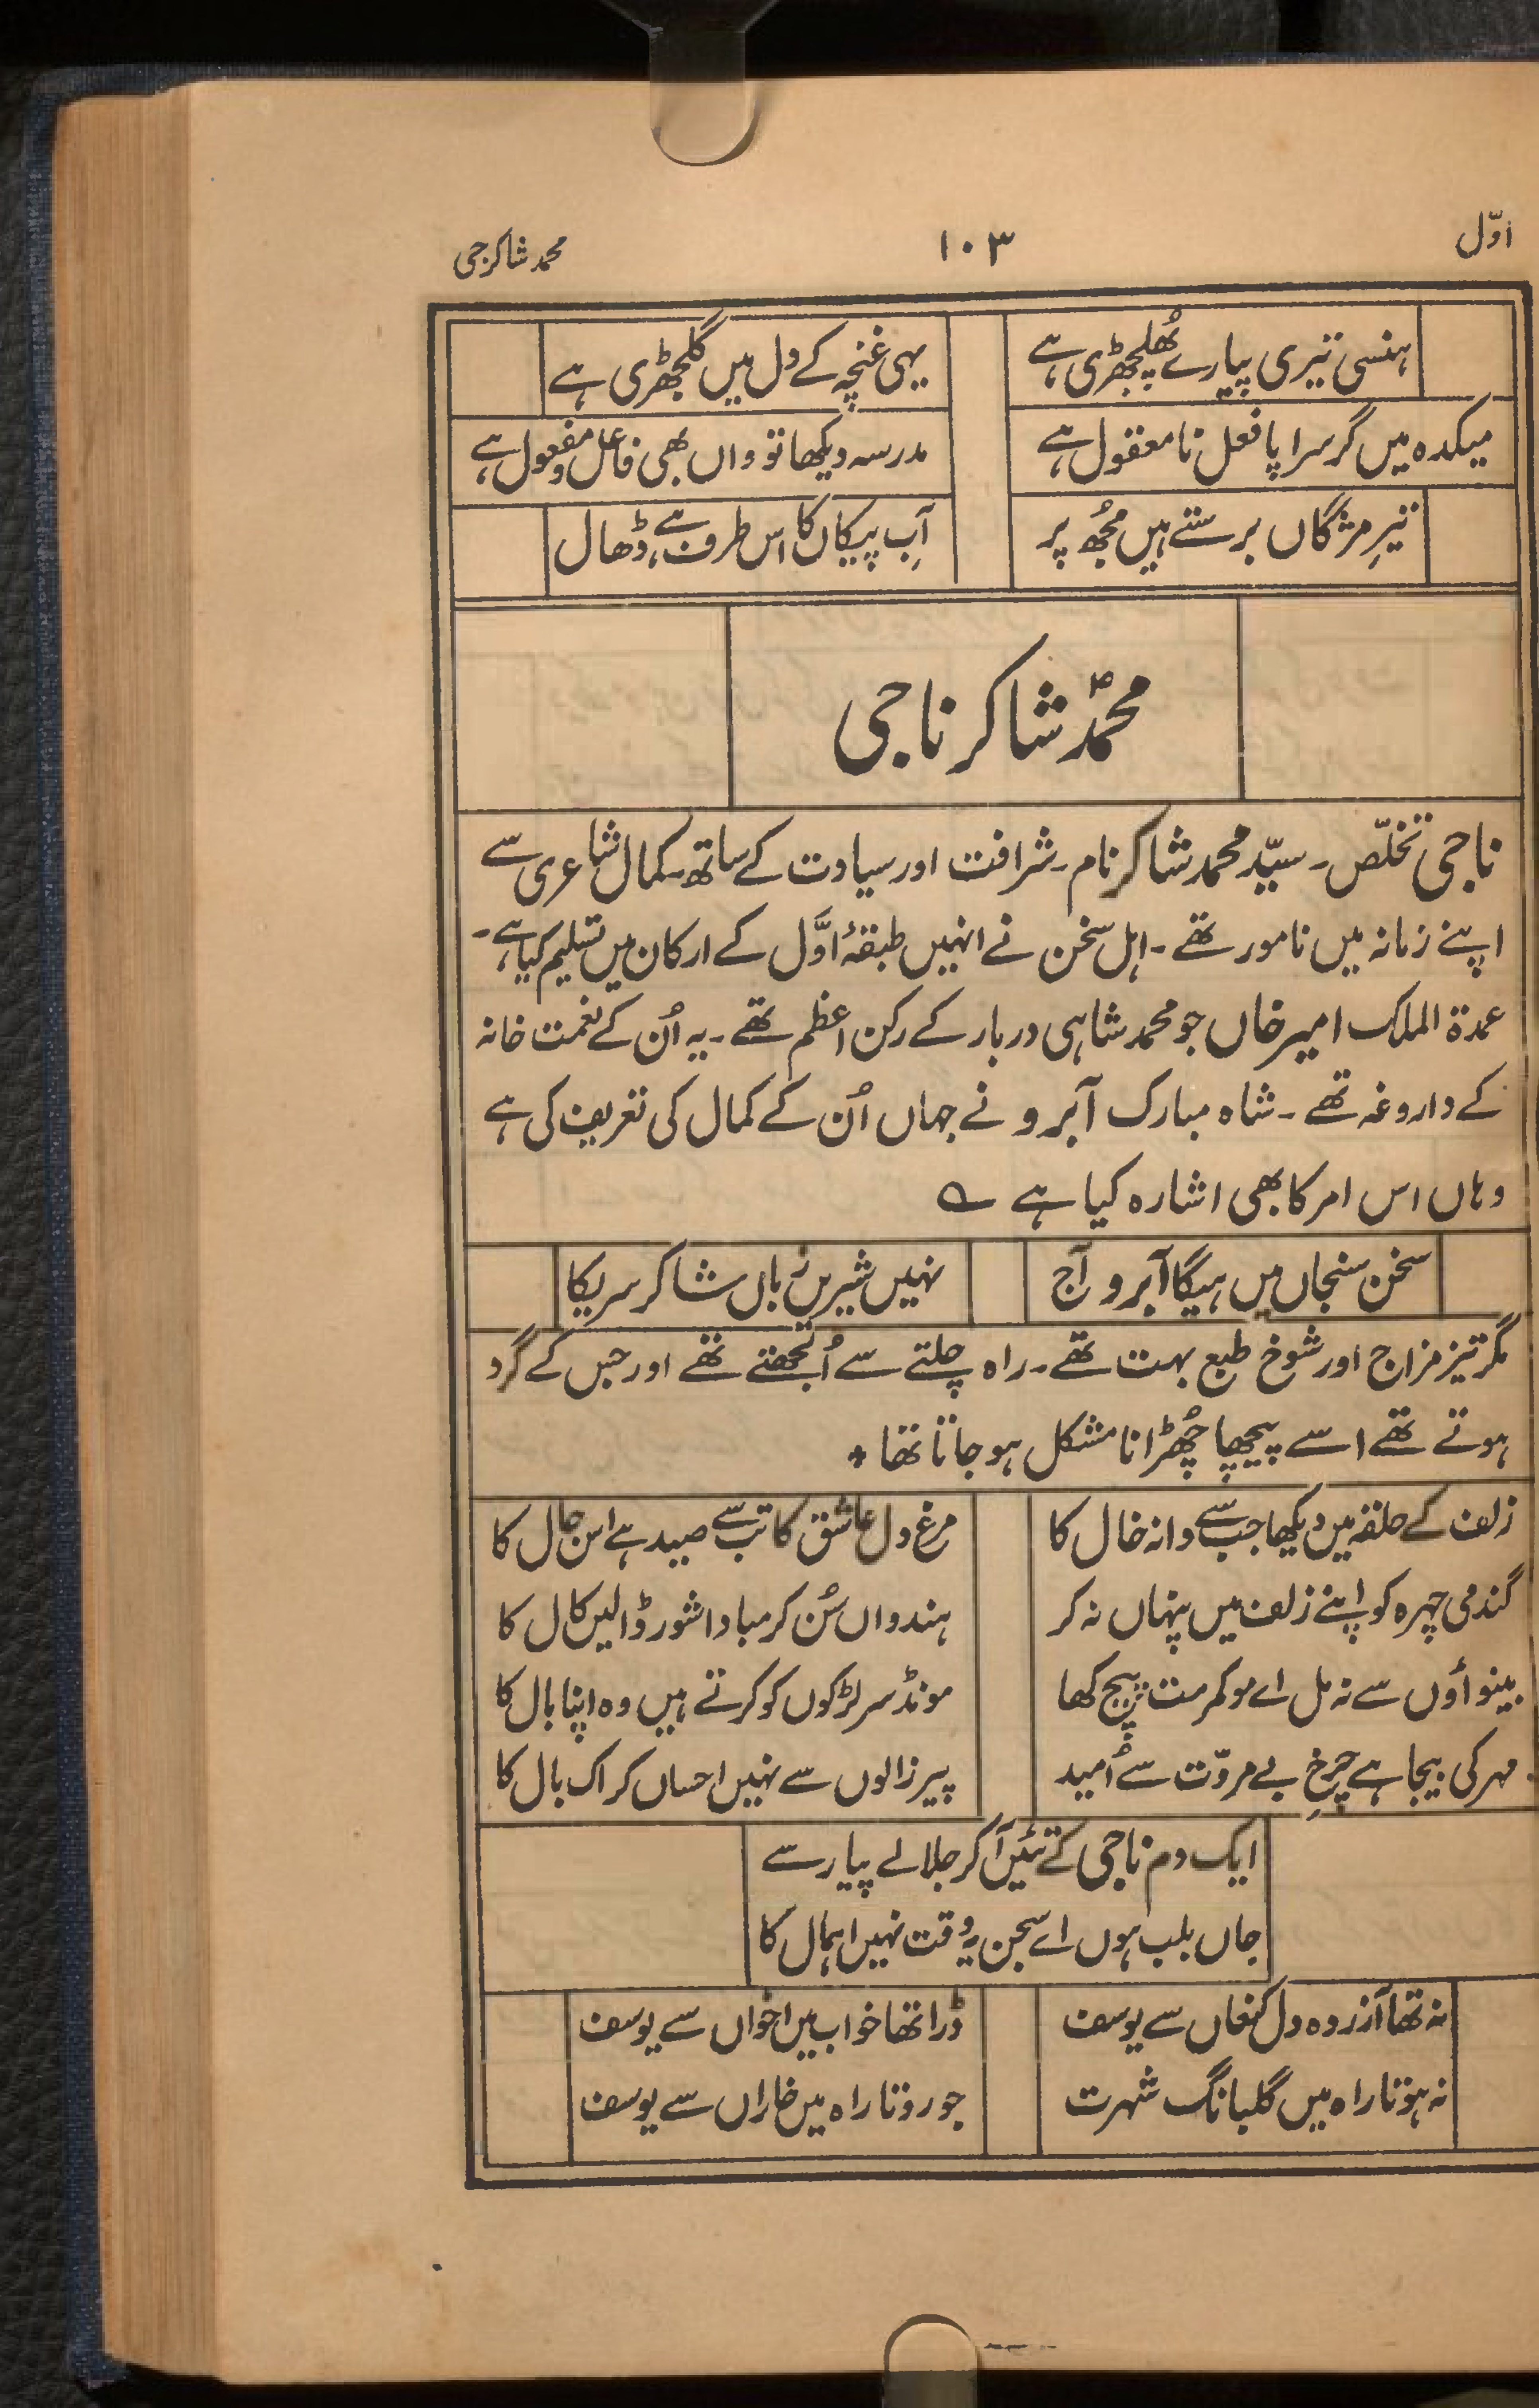 اوّل ۱۰۳ محمد شاکر جی
ہنسی تیری پیارے پُھلجھڑی ہے یہی غنچہ کے دل میں گلجھڑی ہے
میکدہ میں گر سراپا فعل نامعقول ہے مدرسہ دیکھا تو واں بھی فاعل و مفعول ہے
تیرِ مژگاں برستے ہیں مُجھ پر آبِ پیکاں کا اس طرف ہے ڈھال
محمدؐ شاکر ناجی
ناجی تخلّص ۔ سیّد محمد شاکر نام ۔ شرافت اور سیادت کے ساتھ ۔ کمال شاعری سے
اپنے زمانہ میں نامور تھے ۔ اہل سخن نے انہیں طبقۂ اوَّل کے ارکان میں تسلیم کیا ہے ۔
عمدۃ الملک امیر خاں جو محمد شاہی دربار کے رکن اعظم تھے ۔ یہ اُن کے نعمت خانہ
کے داروغہ تھے ۔ شاہ مبارک آبرو نے جہاں اُن کے کمال کی تعریف کی ہے
وہاں اس امر کا بھی اشارہ کیا ہے ؎
سخن سنجاں میں ہیگا آبرو آج نہیں شیریں زباں شاکر سریکا
مگر تیز مزاج اور شوخ طبع بہت تھے ۔ راہ چلتے سے اُلجھتے تھے اور جس کے گرد
ہوتے تھے اسے پیچھا چُھڑانا مشکل ہو جاتا تھا +
زلف کے حلقہ میں دیکھا جب سے دانہ خال کا مرغ دل عاشق کا تب سے صید ہے اس جال کا
گندمی چہرہ کو اپنے زلف میں پنہاں نہ کر ہندواں سُن کر مبادا شور ڈالیں کال کا
بینواؤں سے نہ مل اے مو کمر مت پیچ کھا مونڈ سر لڑکوں کو کرتے ہیں وہ اپنا بال کا
مہر کی بیجا ہے چرخِ بے مروّت سے اُمید پیر زالوں سے نہیں احساں کر اک بال کا
ایک دم ناجی کے تئیں آ کر جلا لے پیار سے
جاں بلب ہوں اے سجن یہ وقت نہیں اہمال کا
نہ تھا آزردہ دل کنعاں سے یوسف ڈرا تھا خواب میں اخواں سے یوسف
نہ ہوتا راہ میں گلبانگ شہرت جو روتا راہ میں خاراں سے یوسف